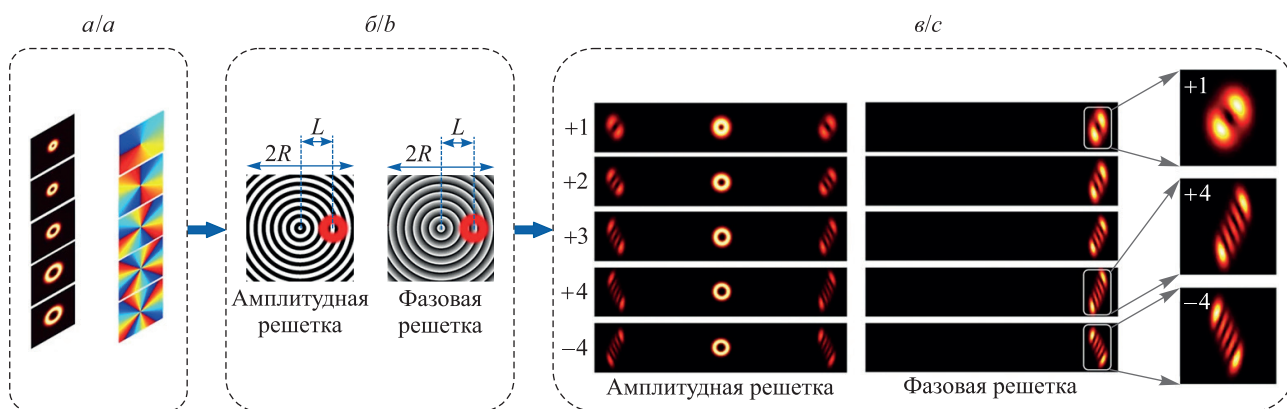 а/a
б/b
в/c
L
2R
L
2R
Амплитудная
решетка
Фазовая
решетка
+1
+2
+3
+4
−4
Амплитудная решетка
Фазовая решетка
+1
+4
−4